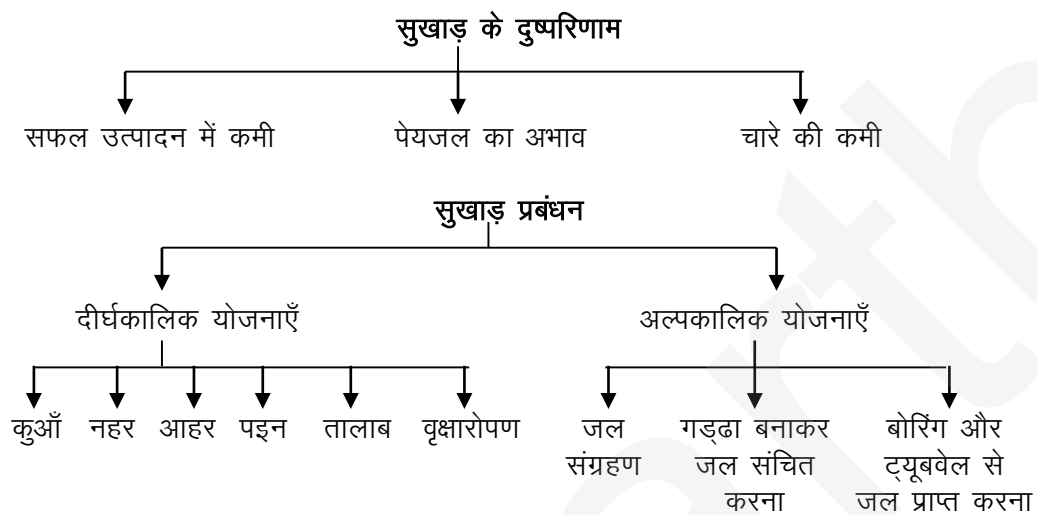 सुखाड़ के दुष्परिणाम
सफल उत्पादन में कमी पेयजल का अभाव चारे की कमी
सुखाड़ प्रबंधन
दीर्घकालिक योजनाएँ अल्पकालिक योजनाएँ
कुआँ नहर आहर पइन तालाब वृक्षारोपण जल गड्ढा बनाकर बोरिंग और
संग्रहण जल संचित ट्यूबवेल से
करना जल प्राप्त करना